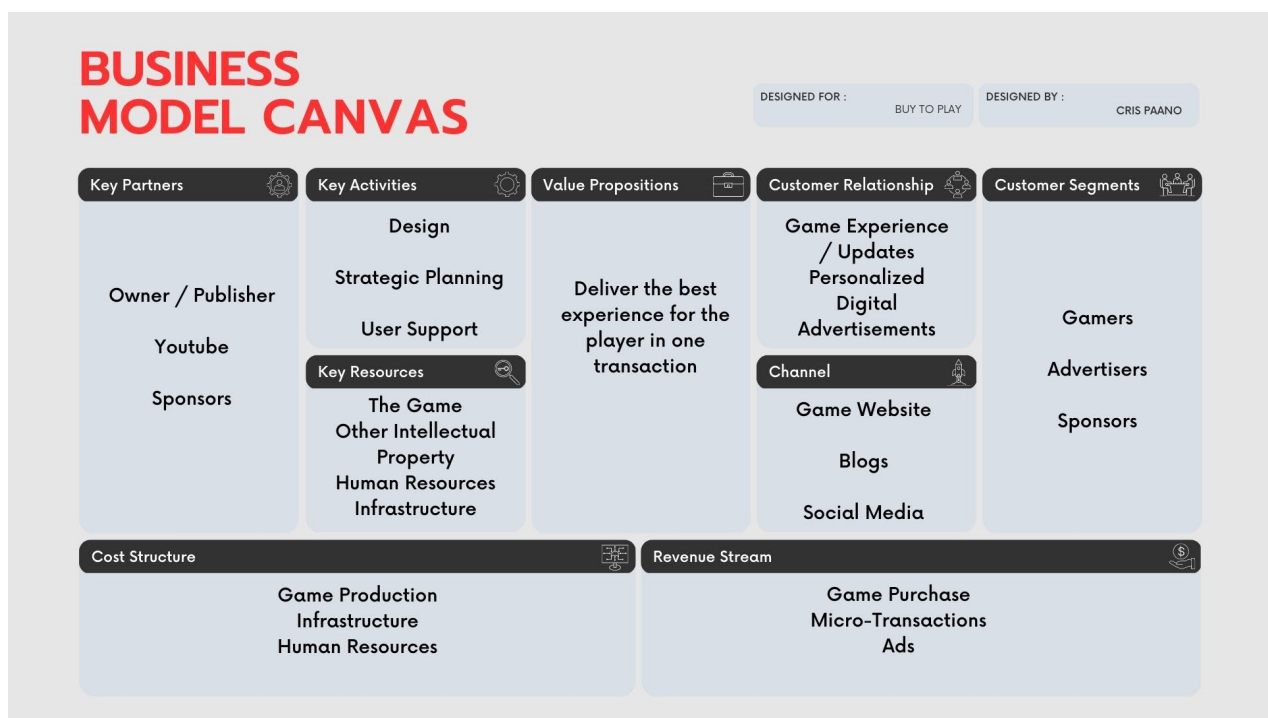 BUSINESS
MODEL CANVAS
DESIGNED FOR :
BUY TO PLAY
DESIGNED BY :
CRIS PAANO
Key Partners
Owner / Publisher
Youtube
Sponsors
Key Activities
Design
Strategic Planning
User Support
Key Resources
The Game
Other Intellectual
Property
Human Resources
Infrastructure
Value Propositions
Deliver the best
experience for the
player in one
transaction
Customer Relationship
Game Experience
/ Updates
Personalized
Digital
Advertisements
Channel
Game Website
Blogs
Social Media
Customer Segments
Gamers
Advertisers
Sponsors
Cost Structure
Game Production
Infrastructure
Human Resources
Revenue Stream
Game Purchase
Micro-Transactions
Ads